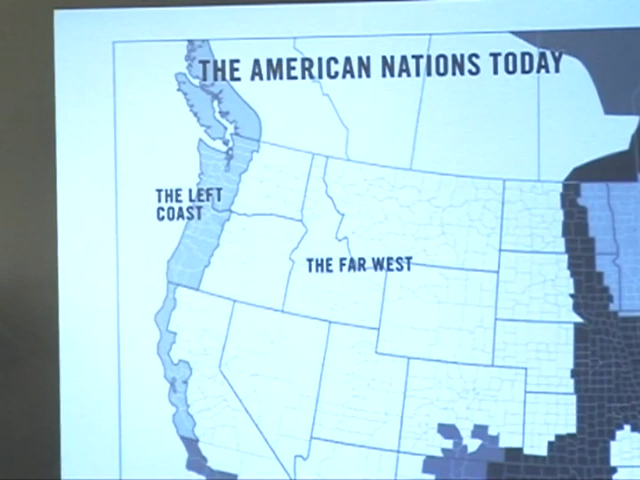 THE AMERICAN NATIONS TODAY
THE LEFT
COAST
THE FAR WEST